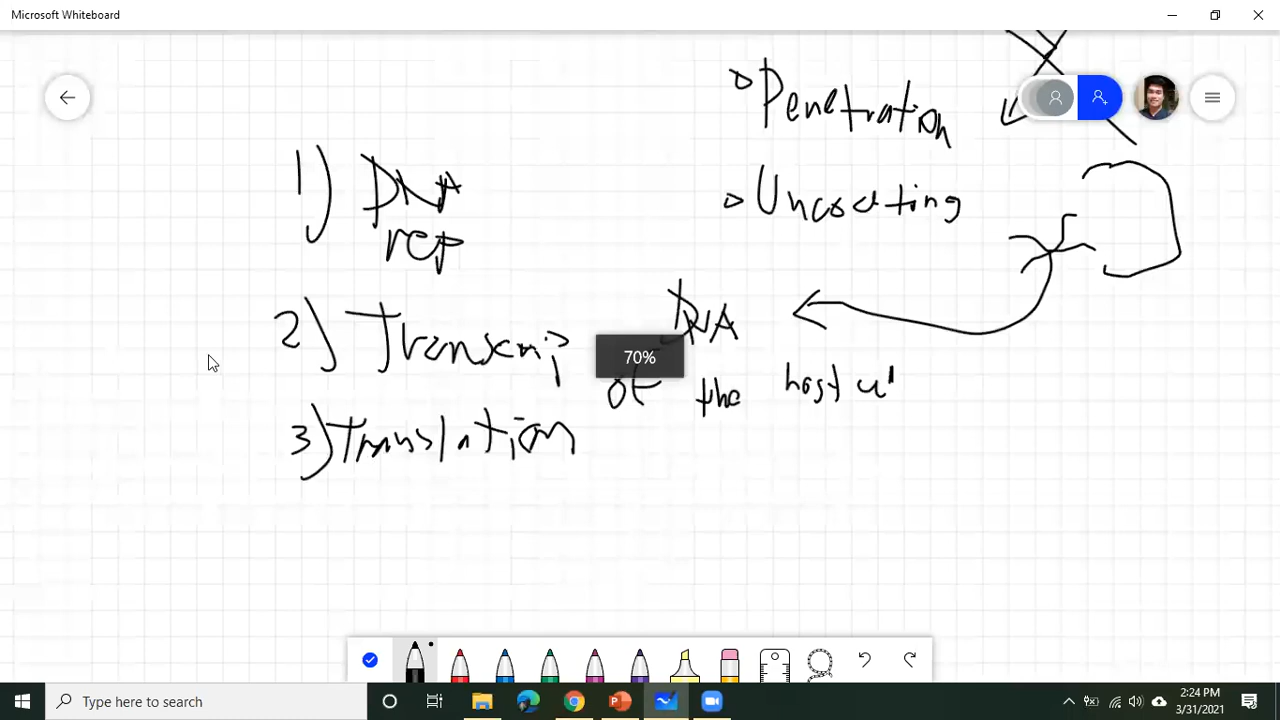 Microsoft Whiteboard
Penetration
Uncoating
1) DNA
rep
2) Transcrip
3) Translation
DNA
of the host
70%
Type here to search
2:24 PM
3/31/2021